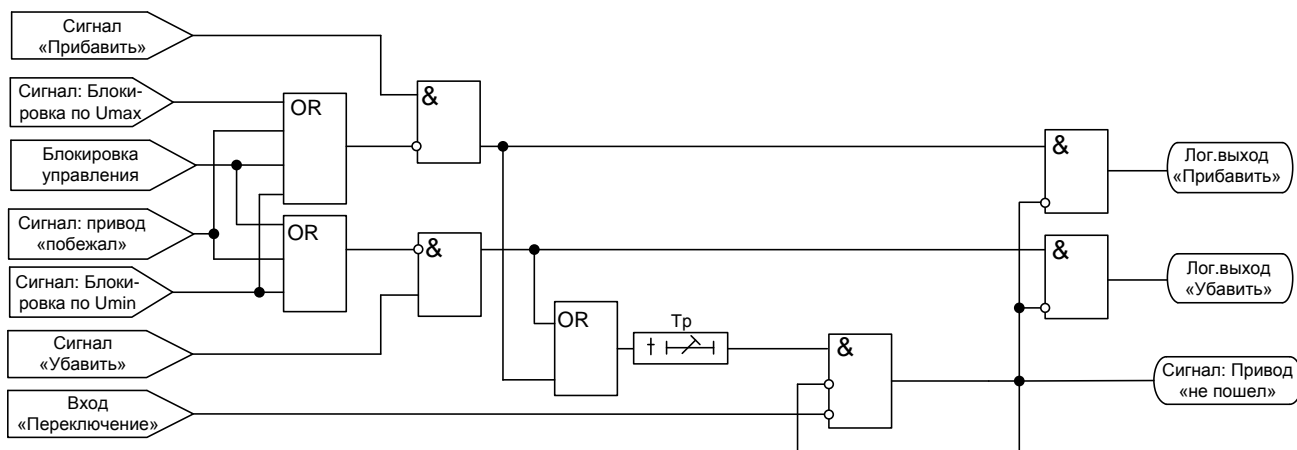 Сигнал
«Прибавить»
Сигнал: Блоки-
ровка по Umax
Блокировка
управления
Сигнал: привод
«побежал»
Сигнал: Блоки-
ровка по Umin
Сигнал
«Убавить»
Вход
«Переключение»
OR
OR
&
&
OR
Tp
t
&
&
&
Лог.выход
«Прибавить»
Лог.выход
«Убавить»
Сигнал: Привод
«не пошел»